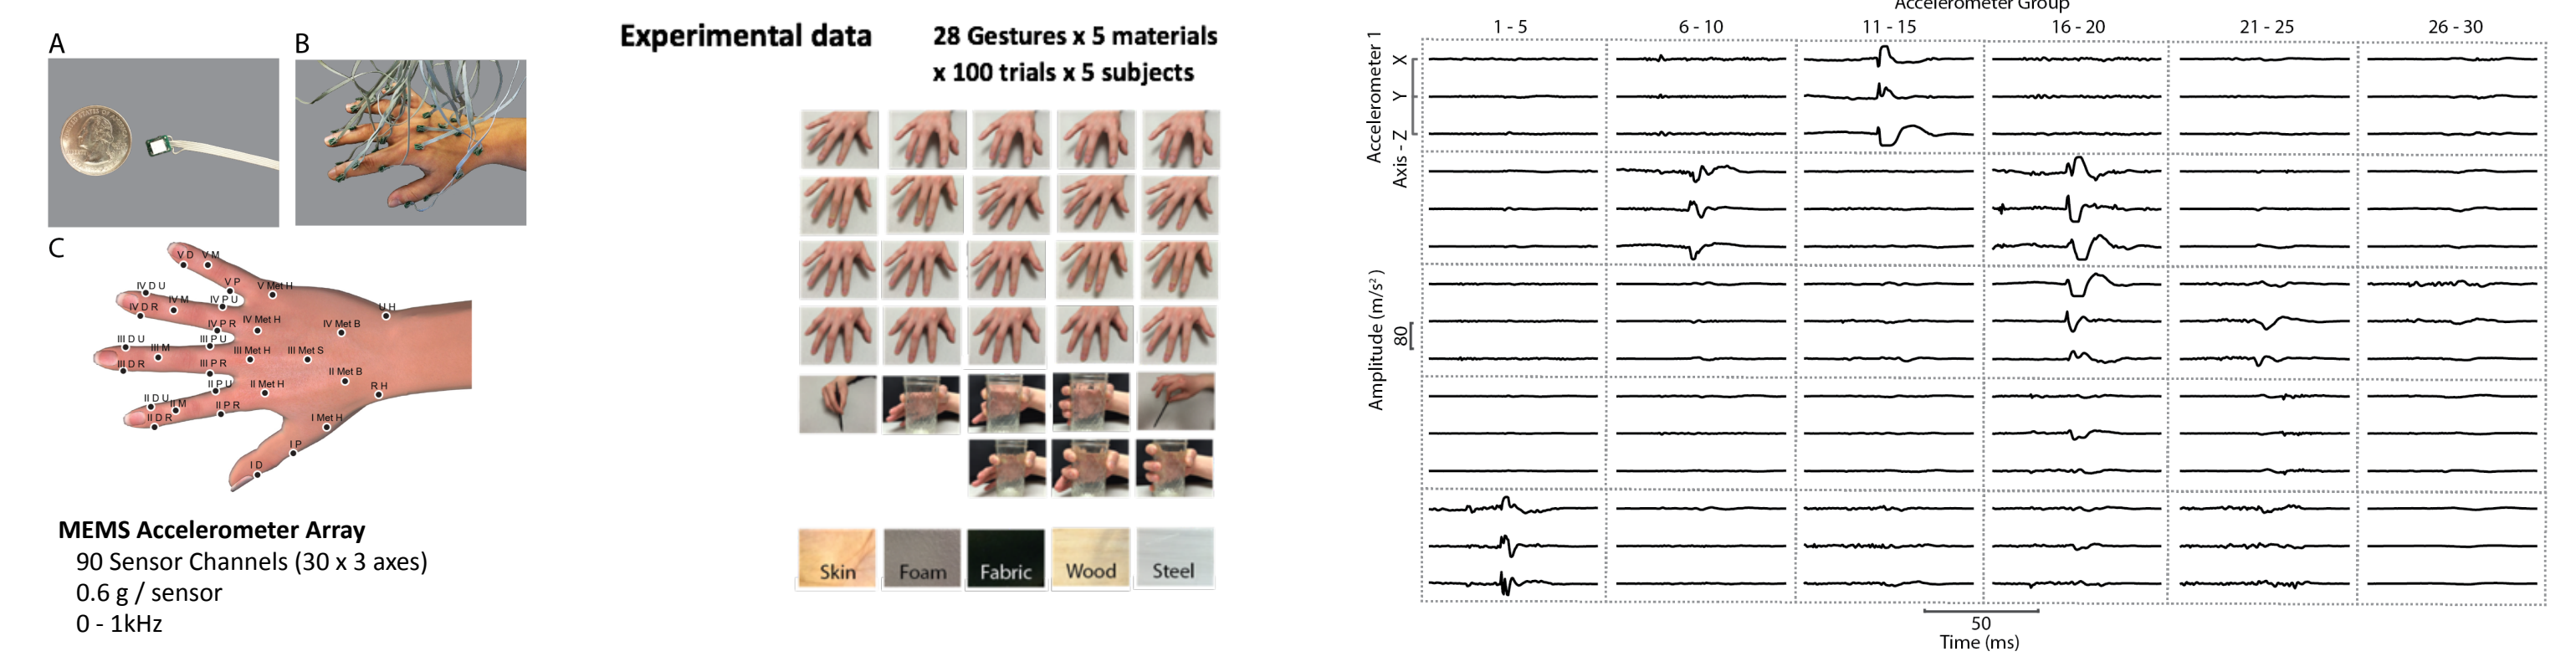 A
B
C
V D
V M
V P
V Met H
IV D U
IV M
IV P U
IV D R
IV P R
IV Met H
IV Met B
U H
III D U
III M
III P U
III D R
III P R
III Met H
III Met S
II Met B
II P U
II Met H
R H
II D U
II M
II D R
II P R
I Met H
I P
I D
MEMS Accelerometer Array
90 Sensor Channels (30 x 3 axes)
0.6 g / sensor
0 - 1kHz
Experimental data
28 Gestures x 5 materials
x 100 trials x 5 subjects
Skin
Foam
Fabric
Wood
Steel
Accelerometer Group
1 - 5
6 - 10
11 - 15
16 - 20
21 - 25
26 - 30
Accelerometer 1
Axis - Z
Y
X
Amplitude (m/s²)
80
50
Time (ms)